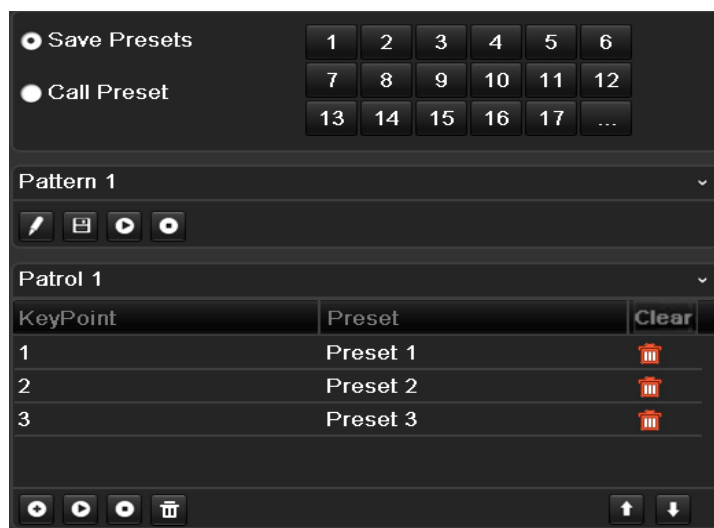 Save Presets
Call Preset
1 2 3 4 5 6
7 8 9 10 11 12
13 14 15 16 17 ...
Pattern 1
Patrol 1
KeyPoint Preset Clear
1 Preset 1
2 Preset 2
3 Preset 3